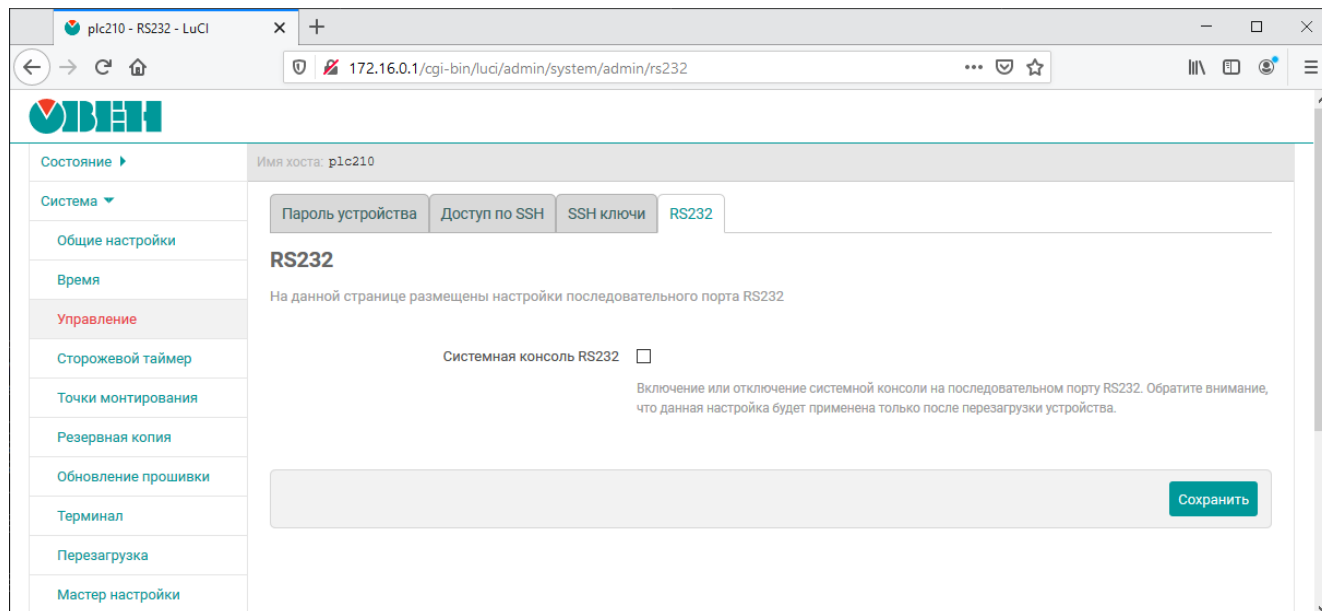 plc210 - RS232 - LuCI
172.16.0.1/cgi-bin/luci/admin/system/admin/rs232
ОВЕН
Состояние
Имя хоста: plc210
Система
Пароль устройства Доступ по SSH SSH ключи RS232
Общие настройки
RS232
Время
На данной странице размещены настройки последовательного порта RS232
Управление
Системная консоль RS232
Сторожевой таймер
Включение или отключение системной консоли на последовательном порту RS232. Обратите внимание,
Точки монтирования
что данная настройка будет применена только после перезагрузки устройства.
Резервная копия
Обновление прошивки
Сохранить
Терминал
Перезагрузка
Мастер настройки